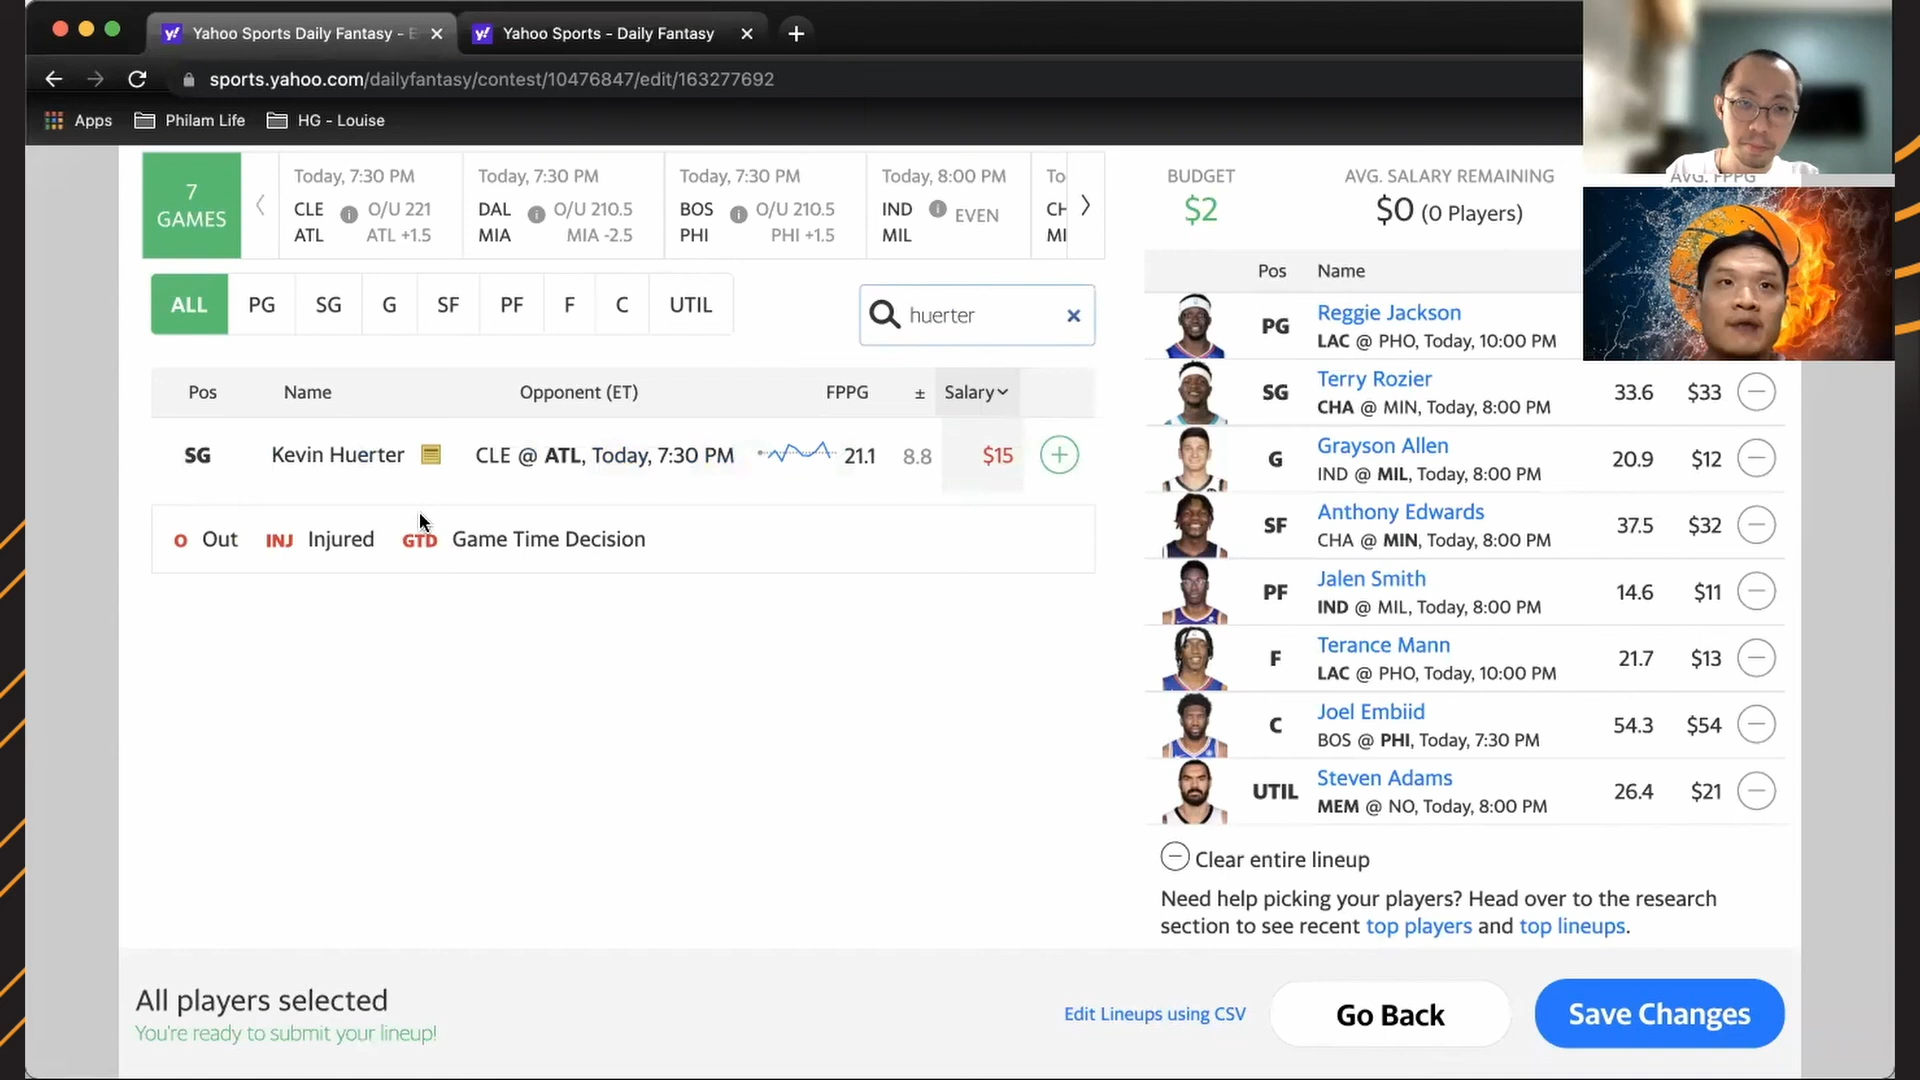 Yahoo Sports Daily Fantasy - E
Yahoo Sports - Daily Fantasy
sports.yahoo.com/dailyfantasy/contest/10476847/edit/163277692
Apps
Philam Life
HG - Louise
7
GAMES
Today, 7:30 PM
CLE
O/U 221
ATL
ATL +1.5
Today, 7:30 PM
DAL
O/U 210.5
MIA
MIA -2.5
Today, 7:30 PM
BOS
O/U 210.5
PHI
PHI +1.5
Today, 8:00 PM
IND
EVEN
MIL
To
CH
MI
ALL
PG
SG
G
SF
PF
F
C
UTIL
huerter
Pos Name Opponent (ET) FPPG ± Salary
SG Kevin Huerter CLE @ ATL, Today, 7:30 PM 21.1 8.8 $15
O Out INJ Injured GTD Game Time Decision
BUDGET
$2
AVG. SALARY REMAINING
$0 (0 Players)
AVG. FPPG
Pos Name
PG Reggie Jackson
LAC @ PHO, Today, 10:00 PM
SG Terry Rozier 33.6 $33
CHA @ MIN, Today, 8:00 PM
G Grayson Allen 20.9 $12
IND @ MIL, Today, 8:00 PM
SF Anthony Edwards 37.5 $32
CHA @ MIN, Today, 8:00 PM
PF Jalen Smith 14.6 $11
IND @ MIL, Today, 8:00 PM
F Terance Mann 21.7 $13
LAC @ PHO, Today, 10:00 PM
C Joel Embiid 54.3 $54
BOS @ PHI, Today, 7:30 PM
UTIL Steven Adams 26.4 $21
MEM @ NO, Today, 8:00 PM
Clear entire lineup
Need help picking your players? Head over to the research
section to see recent top players and top lineups.
All players selected
You're ready to submit your lineup!
Edit Lineups using CSV
Go Back
Save Changes